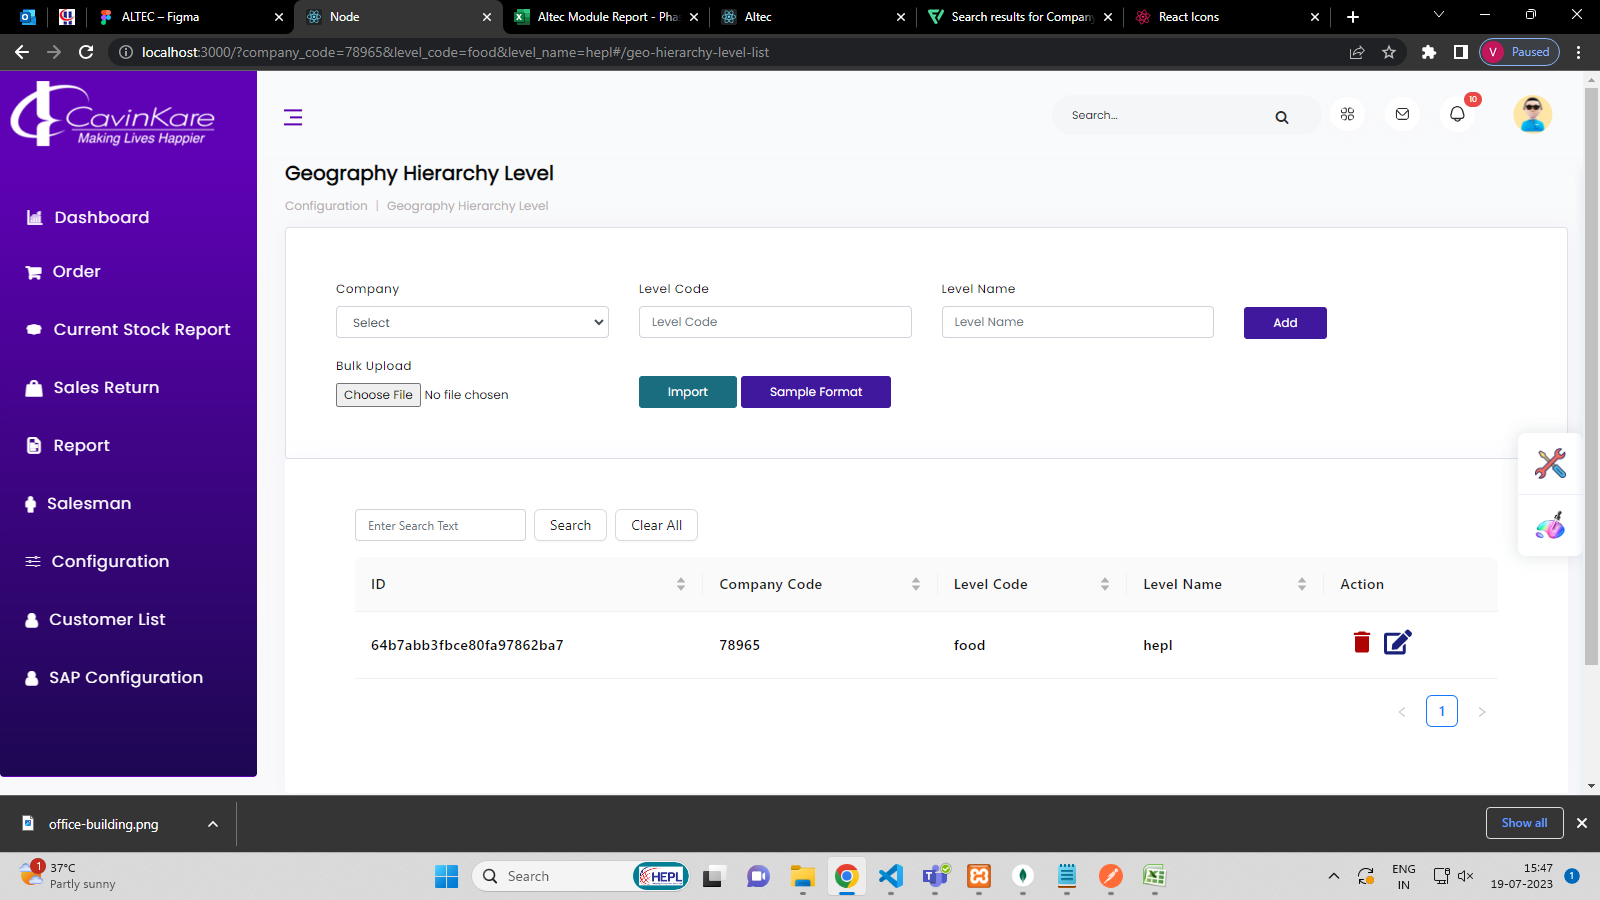 ALTEC – Figma
Node
Altec Module Report - Pha
Altec
Search results for Company
React Icons
localhost:3000/?company_code=78965&level_code=food&level_name=hepl#/geo-hierarchy-level-list
V Paused
CavinKare
Making Lives Happier
Search...
10
Geography Hierarchy Level
Configuration | Geography Hierarchy Level
Dashboard
Order
Current Stock Report
Sales Return
Report
Salesman
Configuration
Customer List
SAP Configuration
Company
Level Code
Level Name
Select
Level Code
Level Name
Add
Bulk Upload
Choose File No file chosen
Import
Sample Format
Enter Search Text
Search
Clear All
ID Company Code Level Code Level Name Action
64b7abb3fbce80fa97862ba7 78965 food hepl
< 1 >
office-building.png
Show all
1
37°C
Partly sunny
Search
HEPL
ENG
IN
15:47
19-07-2023
1